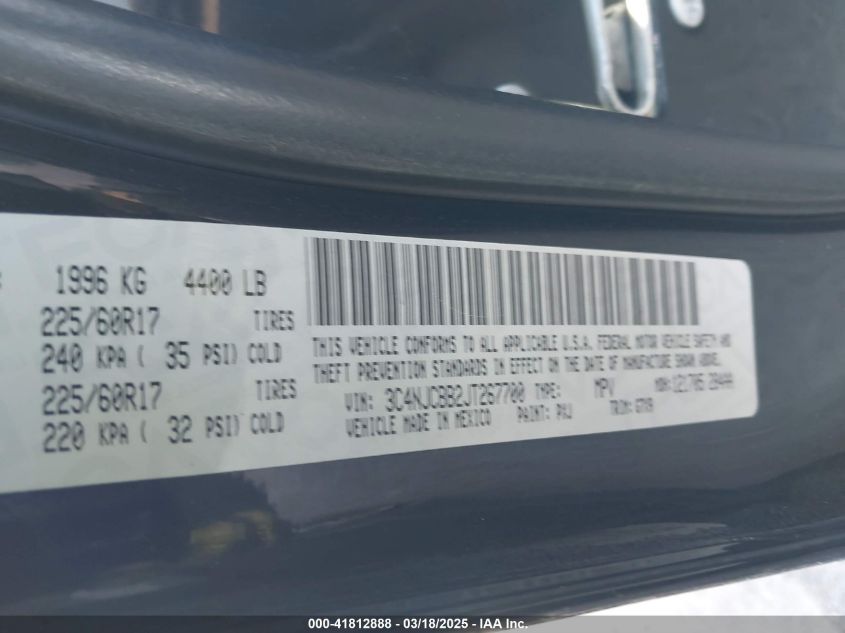 1996 KG 4400 LB
225/60R17 TIRES
240 KPA ( 35 PSI) COLD
225/60R17 TIRES
220 KPA ( 32 PSI) COLD
THIS VEHICLE CONFORMS TO ALL APPLICABLE U.S.A. FEDERAL MOTOR VEHICLE SAFETY AND
THEFT PREVENTION STANDARDS IN EFFECT ON THE DATE OF MANUFACTURE SHOWN ABOVE.
VIN: 3C4NJCBB2JT267700 TYPE: MPV MDH:
VEHICLE MADE IN MEXICO PAINT: TRIM:
000-41812888 - 03/18/2025 - IAA Inc.